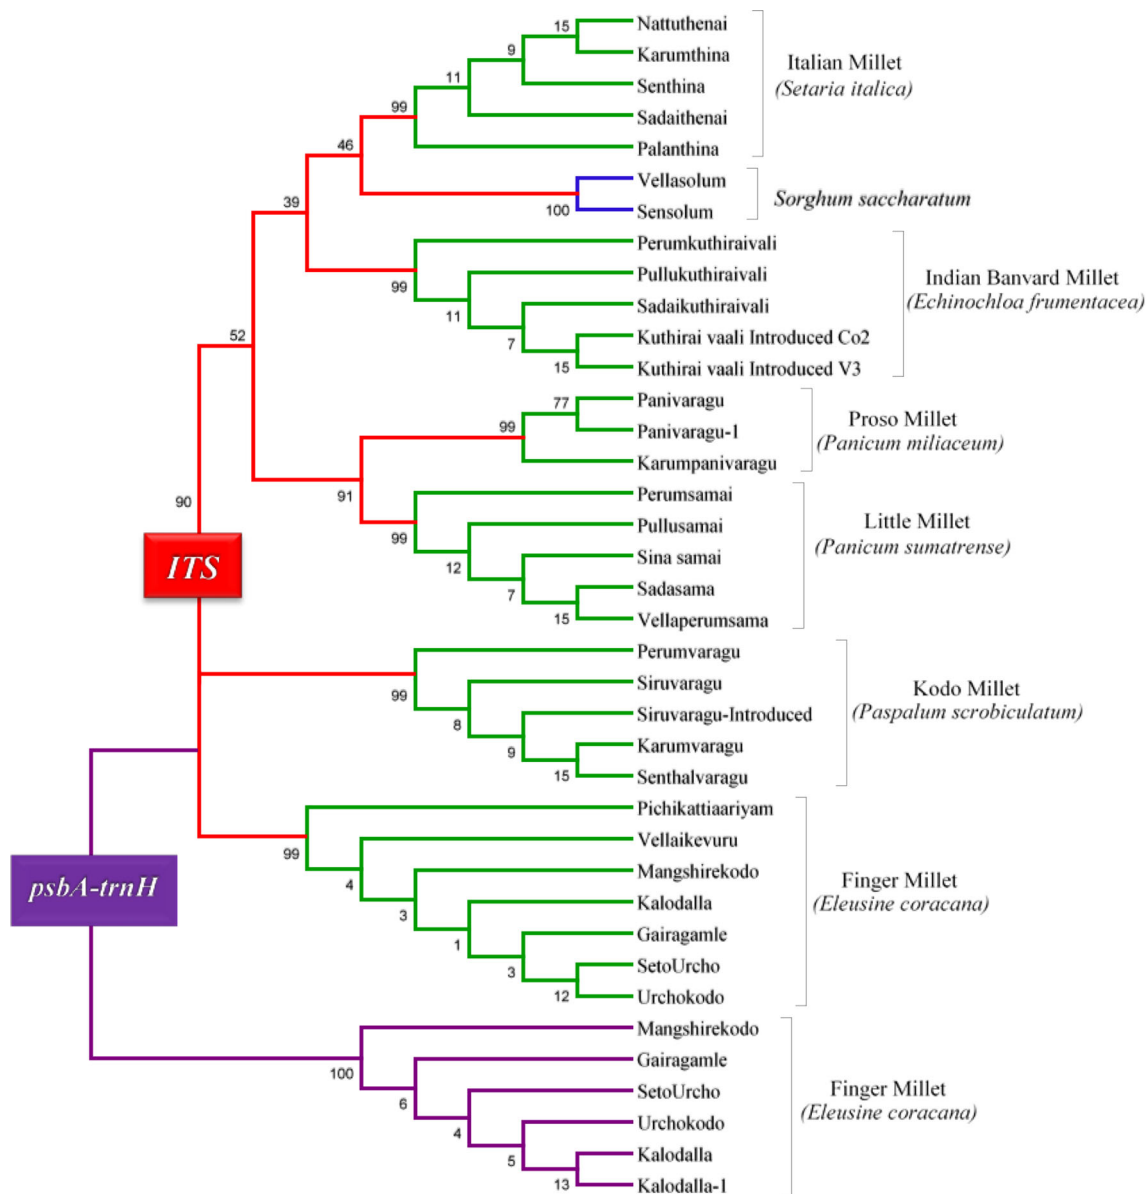 15
Nattuthenai
9
Karumthina
Italian Millet
11
Senthina
(Setaria italica)
99
Sadaithenai
46
Palanthina
Vellasolum
39
100
Sensolum
Sorghum saccharatum
Perumkuthiraivali
99
Pullukuthiraivali
Indian Banvard Millet
11
Sadaikuthiraivali
(Echinochloa frumentacea)
52
7
Kuthirai vaali Introduced Co2
15
Kuthirai vaali Introduced V3
77
Panivaragu
99
Panivaragu-1
Proso Millet
Karumpanivaragu
(Panicum miliaceum)
90
91
Perumsamai
99
Pullusamai
Little Millet
12
Sina samai
(Panicum sumatrense)
ITS
7
Sadasama
15
Vellaperumsama
Perumvaragu
99
Siruvaragu
Kodo Millet
8
Siruvaragu-Introduced
(Paspalum scrobiculatum)
9
Karumvaragu
15
Senthalvaragu
Pichikattiaariyam
99
Vellaikevuru
4
Mangshirekodo
Finger Millet
psbA-trnH
3
Kalodalla
(Eleusine coracana)
1
Gairagamle
3
SetoUrcho
12
Urchokodo
Mangshirekodo
100
Gairagamle
6
SetoUrcho
Finger Millet
4
Urchokodo
(Eleusine coracana)
5
Kalodalla
13
Kalodalla-1